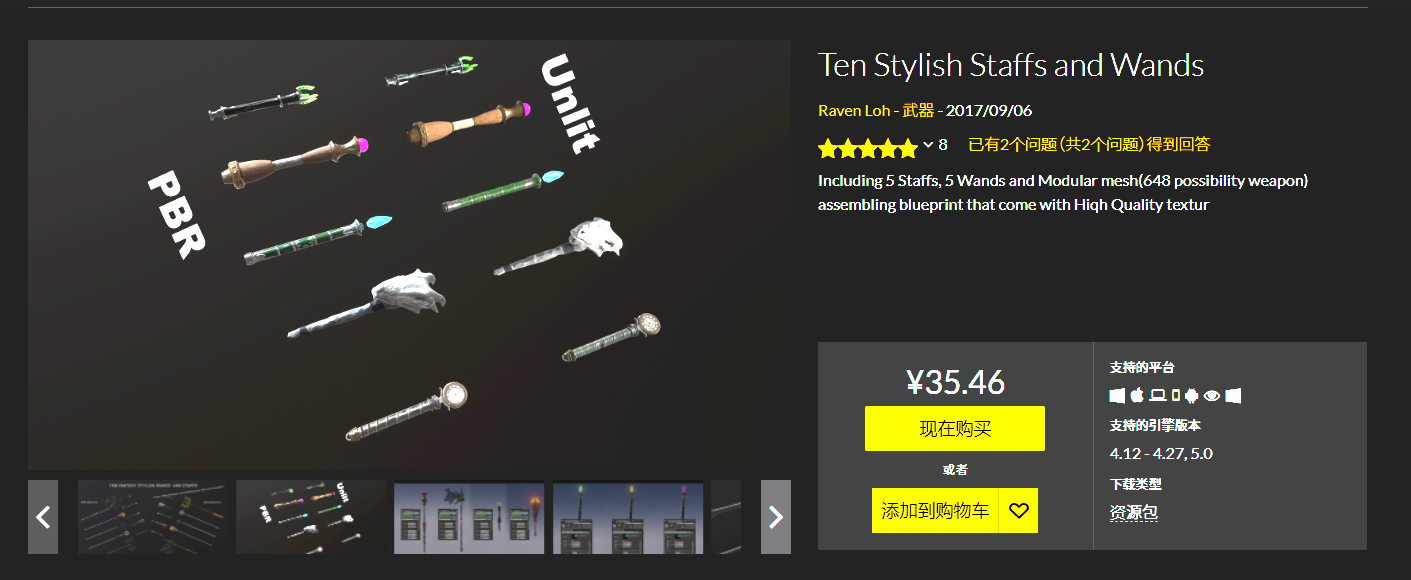 Ten Stylish Staffs and Wands
Raven Loh - 武器 - 2017/09/06
8 已有2个问题(共2个问题)得到回答
Including 5 Staffs, 5 Wands and Modular mesh(648 possibility weapon)
assembling blueprint that come with High Quality textur
Unlit
PBR
¥35.46
现在购买
或者
添加到购物车
支持的平台
支持的引擎版本
4.12 - 4.27, 5.0
下载类型
资源包
TEN FANTASY STYLISH WANDS AND STAFFS
PBR
Unlit